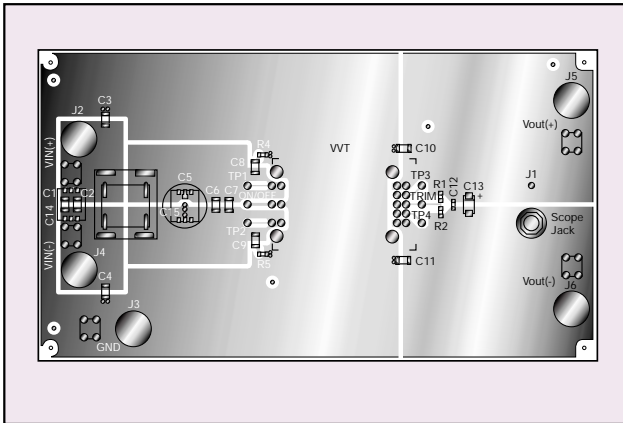 C3
J2
VIN(+)
C1
C2
C14
VIN(-)
J4
C4
J3
GND
C5
C15
C6
C7
R4
C8
TP1
ON/OFF
TP2
C9
R5
VVT
C10
TP3
TRIM
TP4
R1
R2
C12
C13
+
C11
J5
Vout(+)
J1
Scope
Jack
Vout(-)
J6